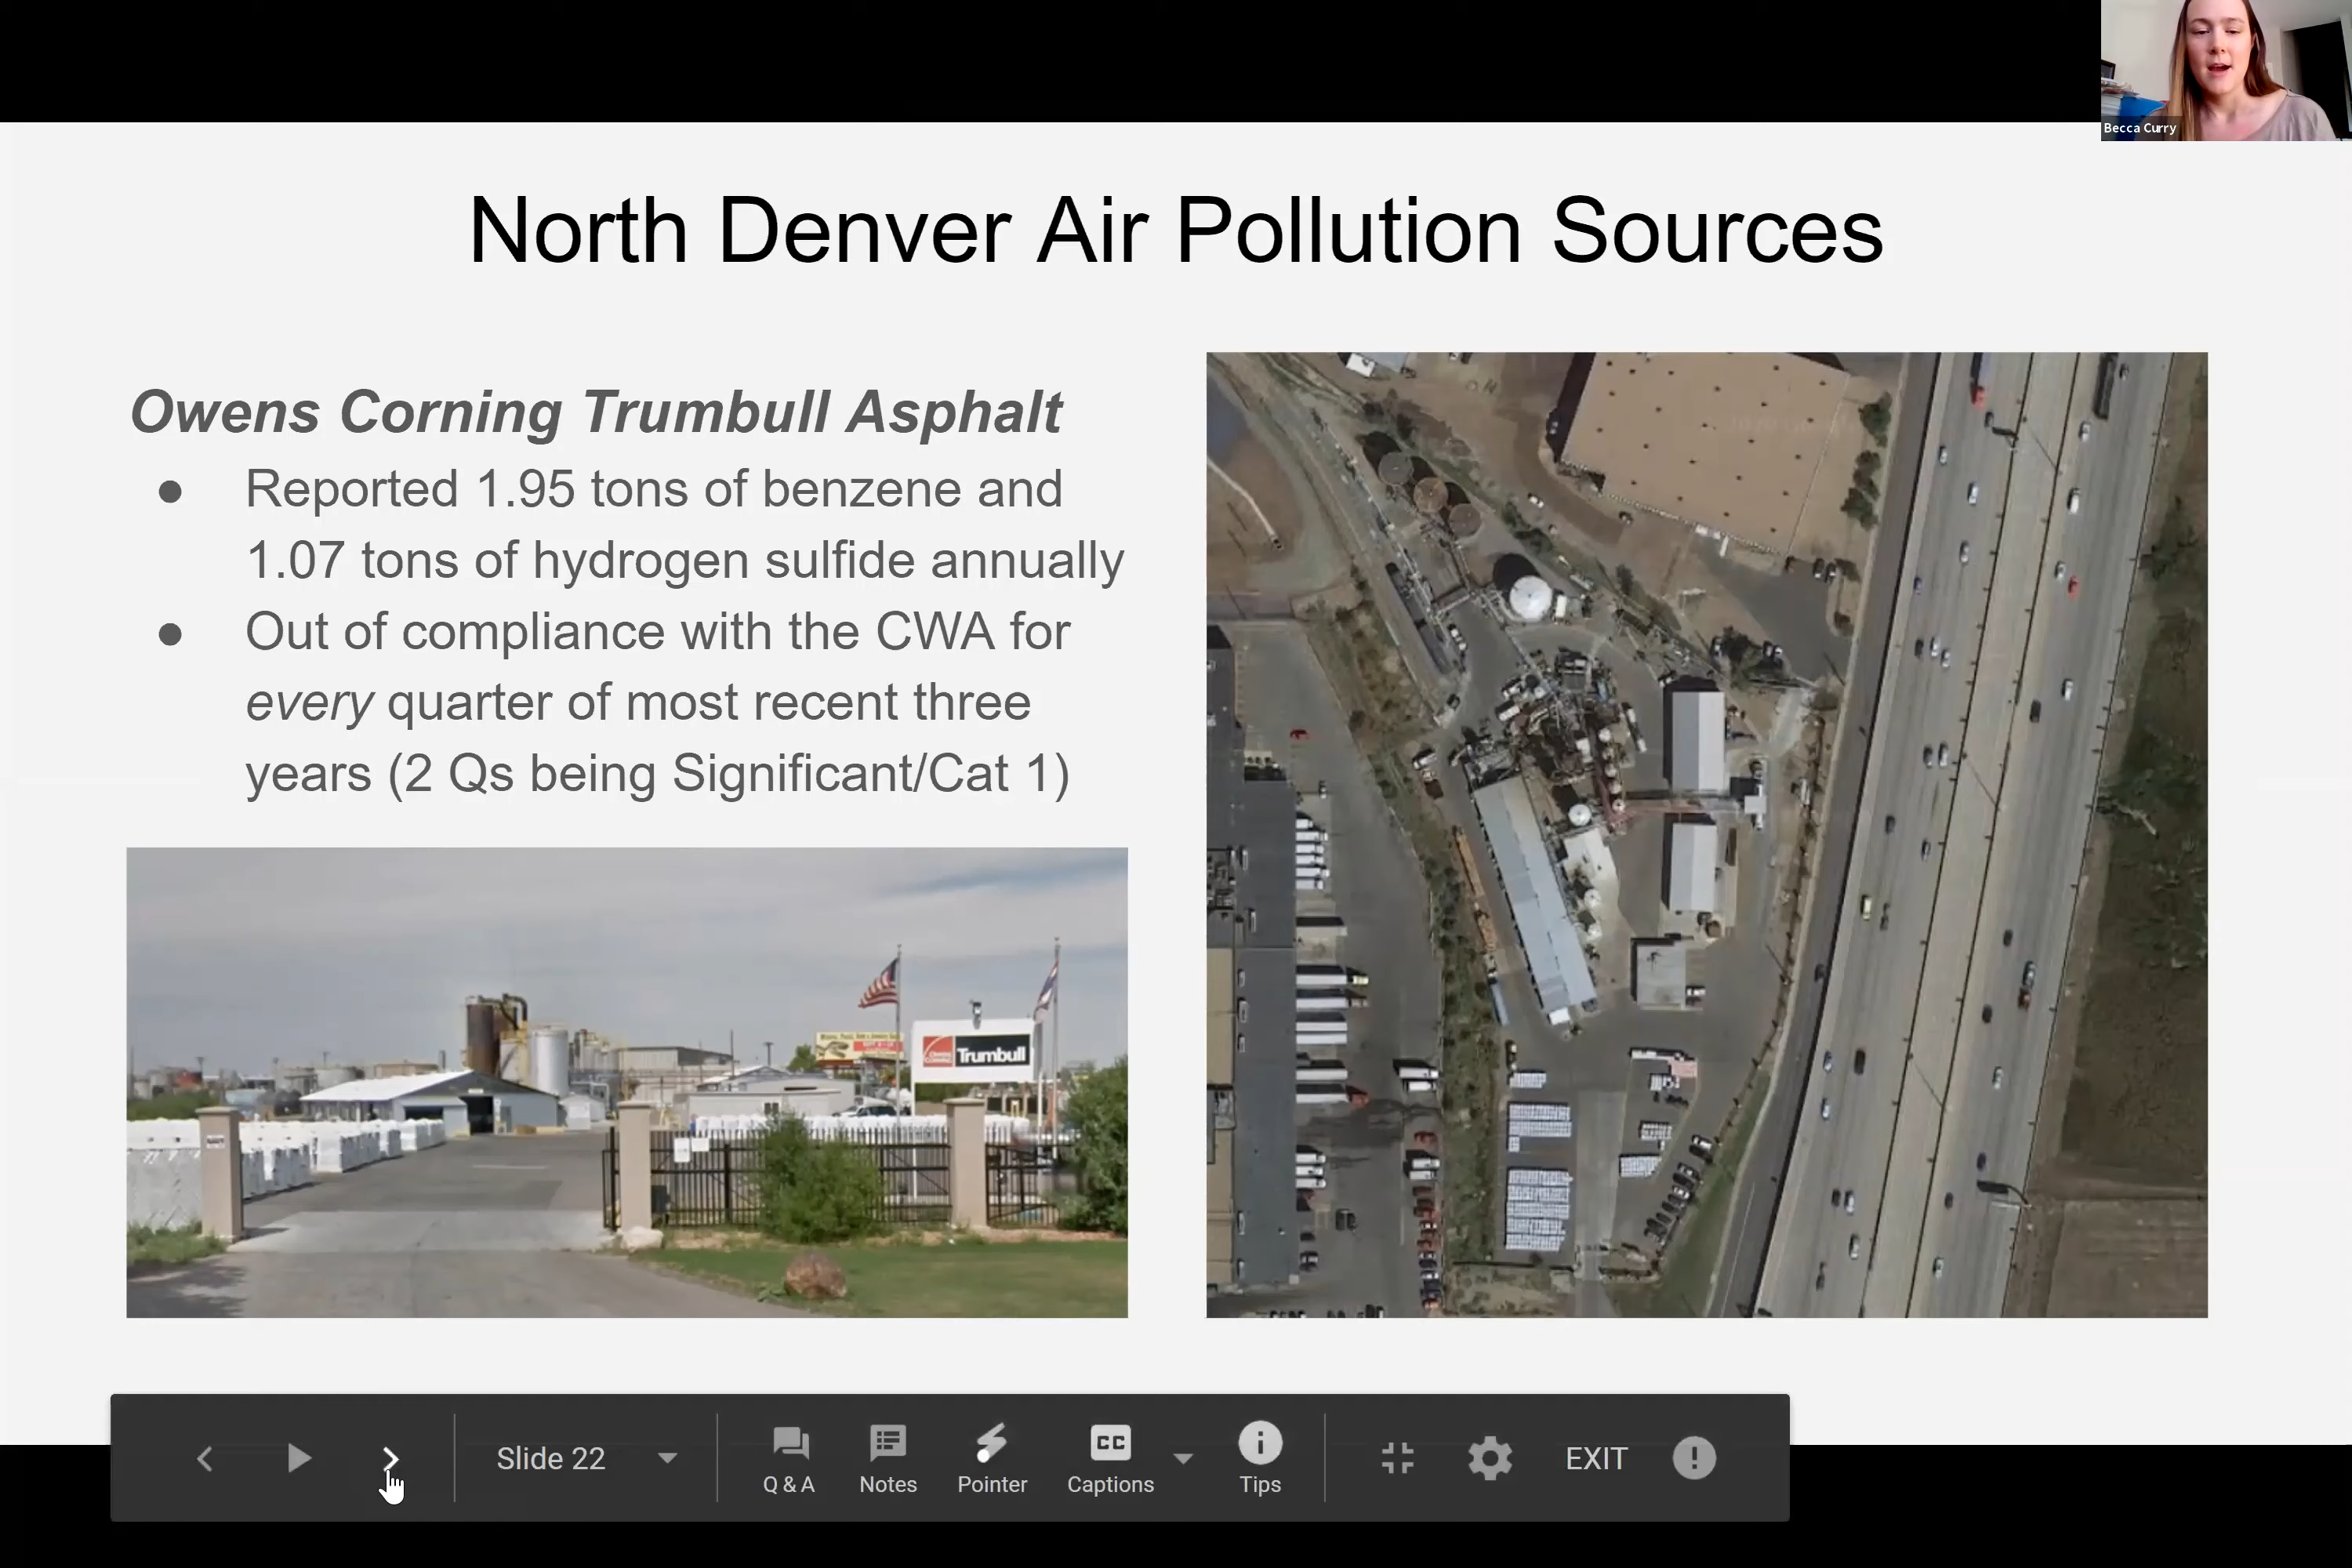 Becca Curry
North Denver Air Pollution Sources
Owens Corning Trumbull Asphalt
● Reported 1.95 tons of benzene and
1.07 tons of hydrogen sulfide annually
● Out of compliance with the CWA for
every quarter of most recent three
years (2 Qs being Significant/Cat 1)
Trumbull
Slide 22
Q & A
Notes
Pointer
CC
Captions
Tips
EXIT